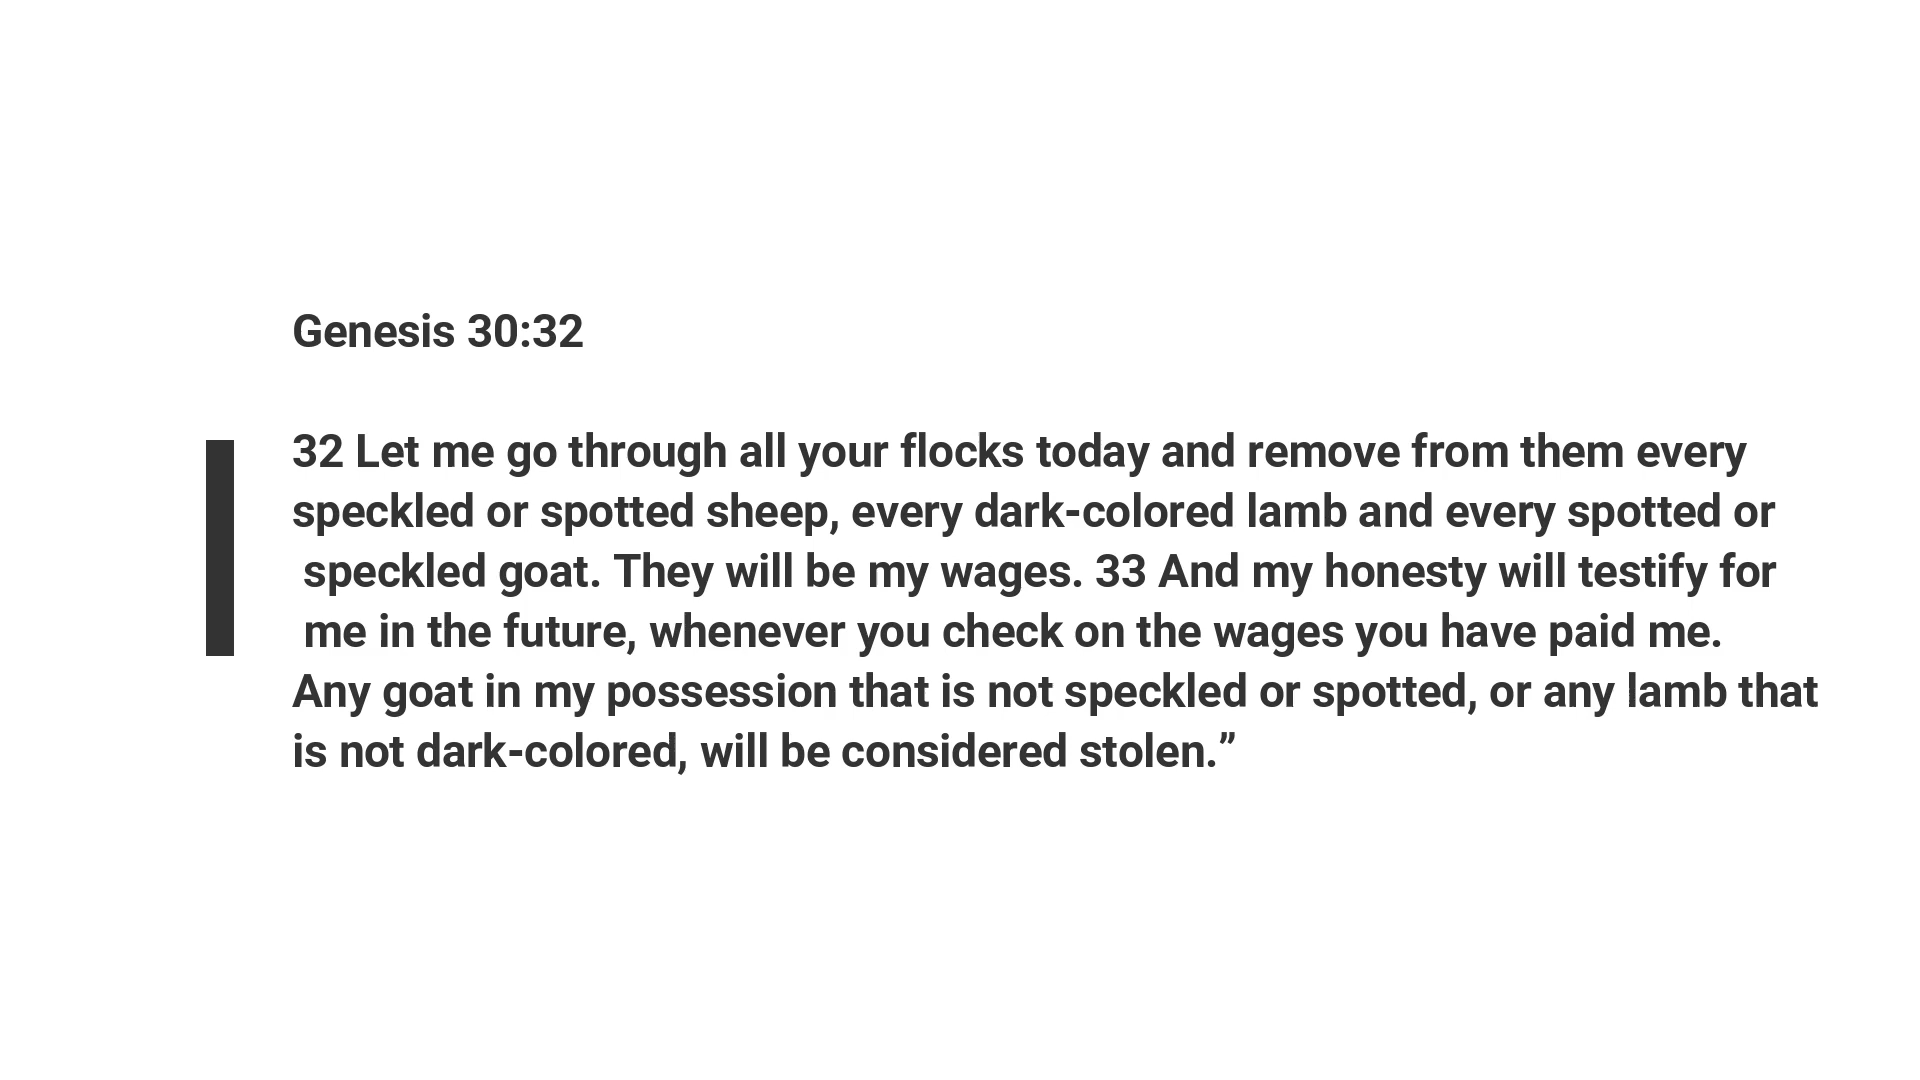 Genesis 30:32
32 Let me go through all your flocks today and remove from them every
speckled or spotted sheep, every dark-colored lamb and every spotted or
speckled goat. They will be my wages. 33 And my honesty will testify for
me in the future, whenever you check on the wages you have paid me.
Any goat in my possession that is not speckled or spotted, or any lamb that
is not dark-colored, will be considered stolen.”